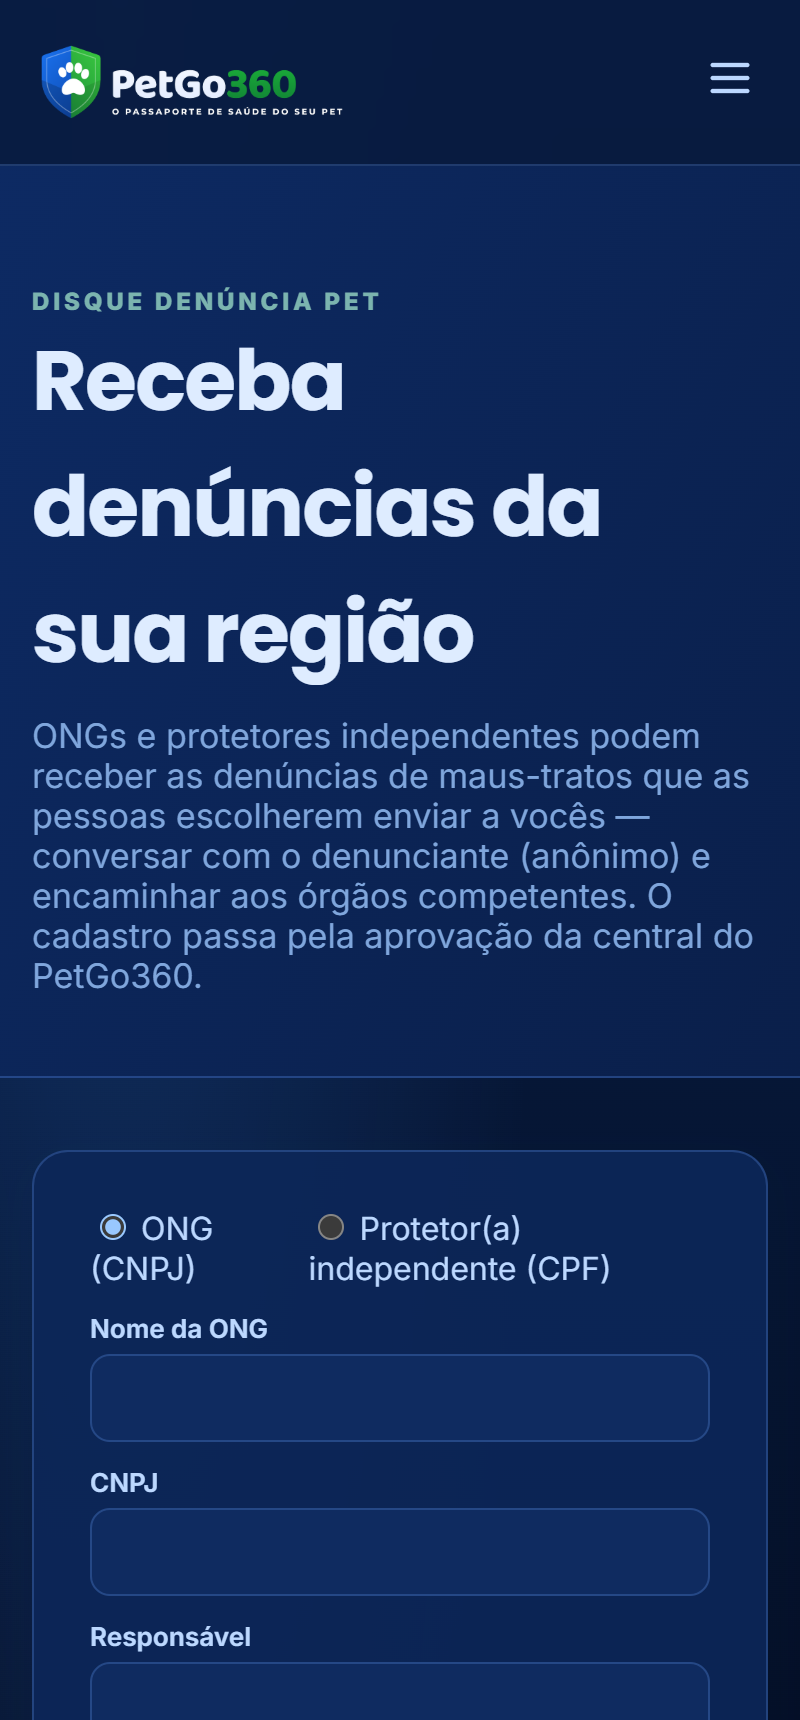 PetGo360
O PASSAPORTE DE SAÚDE DO SEU PET
DISQUE DENÚNCIA PET
Receba
denúncias da
sua região
ONGs e protetores independentes podem
receber as denúncias de maus-tratos que as
pessoas escolherem enviar a vocês —
conversar com o denunciante (anônimo) e
encaminhar aos órgãos competentes. O
cadastro passa pela aprovação da central do
PetGo360.
ONG
(CNPJ)
Protetor(a)
independente (CPF)
Nome da ONG
CNPJ
Responsável